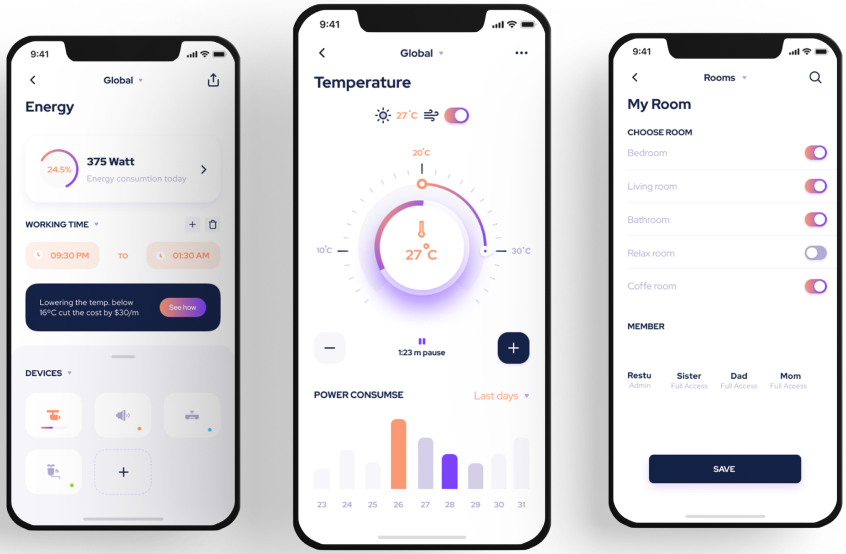 9:41
Global
Energy
24.5%
375 Watt
Energy consumtion today
WORKING TIME
09:30 PM
TO
01:30 AM
Lowering the temp. below
16°C cut the cost by $30/m
See how
DEVICES
9:41
Global
Temperature
27°C
20°C
10°C
30°C
27°C
1:23 m pause
POWER CONSUMSE
Last days
23 24 25 26 27 28 29 30 31
9:41
Rooms
My Room
CHOOSE ROOM
Bedroom
Living room
Bathroom
Relax room
Coffe room
MEMBER
Restu Sister Dad Mom
Admin Full Access Full Access Full Access
SAVE